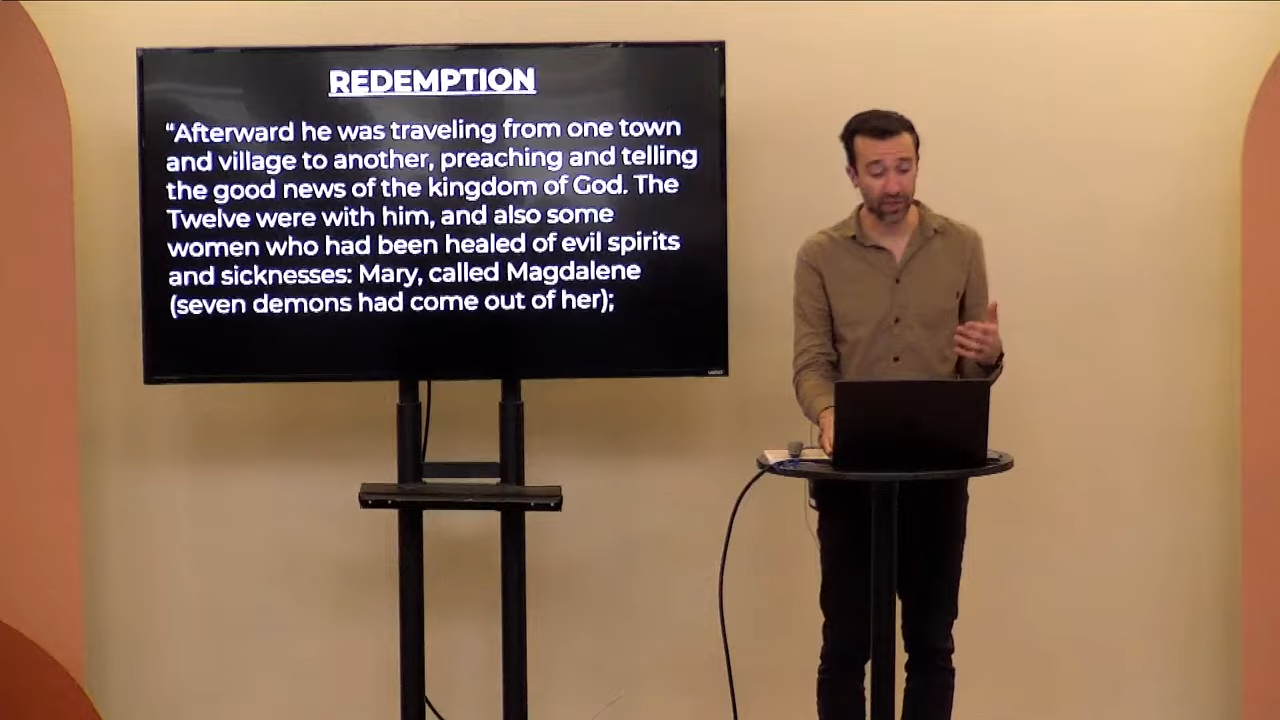 REDEMPTION
“Afterward he was traveling from one town
and village to another, preaching and telling
the good news of the kingdom of God. The
Twelve were with him, and also some
women who had been healed of evil spirits
and sicknesses: Mary, called Magdalene
(seven demons had come out of her);